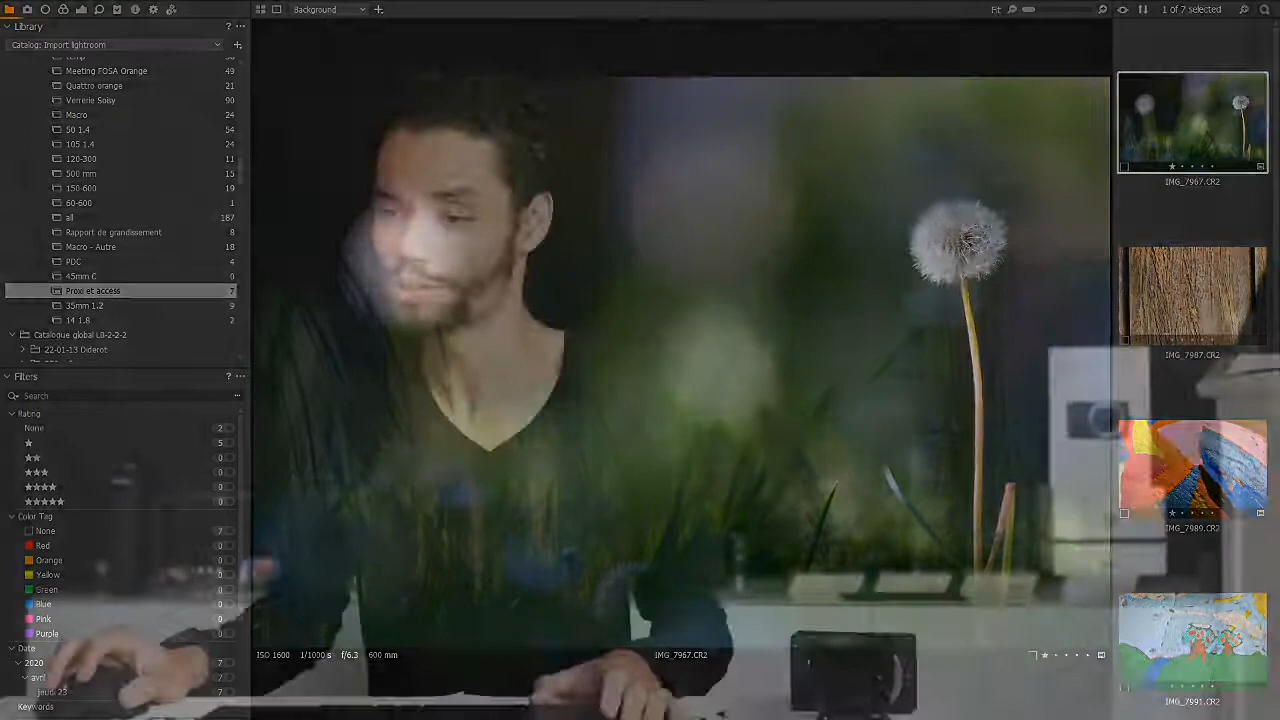 Background
Fit
1 of 7 selected
Library
?
Catalog: Import lightroom
Meeting FOSA Orange 49
Quattro orange 21
Verrerie Soisy 90
Macro 24
50 1.4 54
105 1.4 24
120-300 11
500 mm 15
150-600 19
60-600 1
all 187
Rapport de grandissement 8
Macro - Autre 18
PDC 4
45mm C 0
Proxi et access 7
35mm 1.2 9
14 1.8 2
Catalogue global LB-2-2-2
22-01-13 Diderot
Filters
?
Search
Rating
None 2
★ 5
★★ 0
★★★ 0
★★★★ 0
★★★★★ 0
Color Tag
None 7
Red 0
Orange 0
Yellow 0
Green 0
Blue 0
Pink 0
Purple 0
Date
2020 7
avril 7
jeudi 23 7
Keywords
ISO 1600 1/1000 s f/6.3 600 mm
IMG_7967.CR2
IMG_7967.CR2
IMG_7987.CR2
IMG_7989.CR2
IMG_7991.CR2